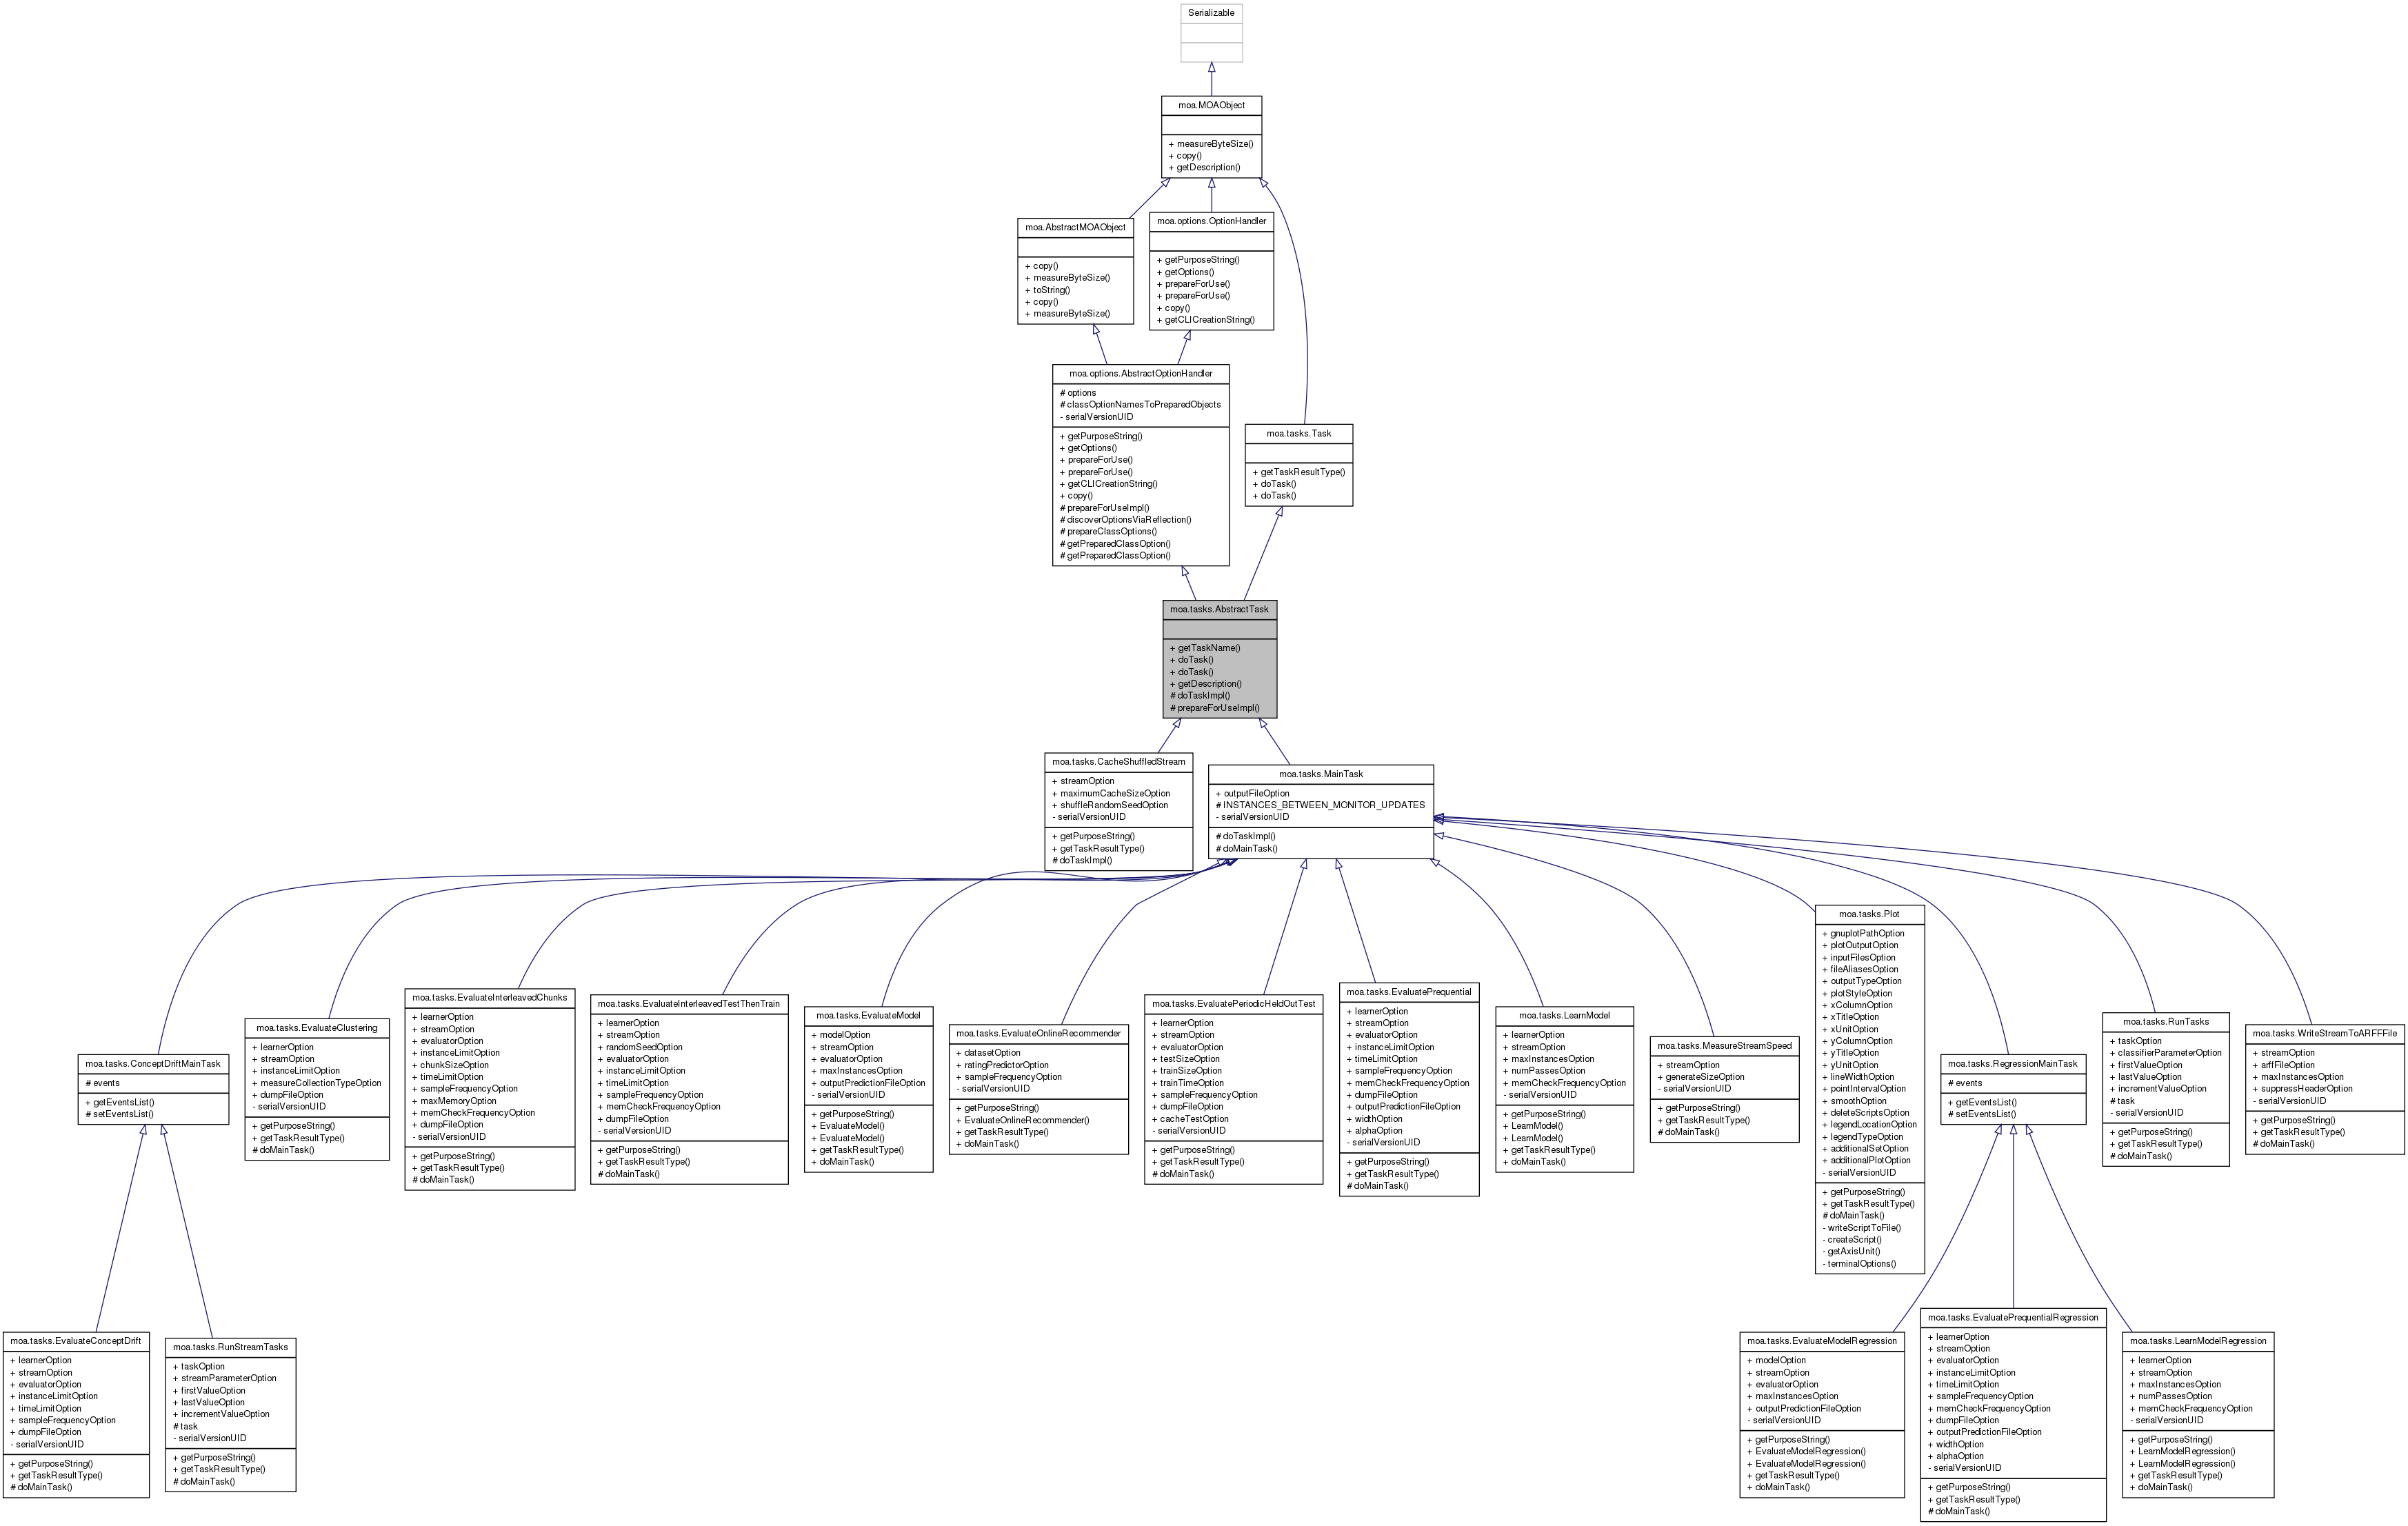 Serializable
moa.MOAObject
+ measureByteSize()
+ copy()
+ getDescription()
moa.AbstractMOAObject
+ copy()
+ measureByteSize()
+ toString()
+ copy()
+ measureByteSize()
moa.options.OptionHandler
+ getPurposeString()
+ getOptions()
+ prepareForUse()
+ prepareForUse()
+ copy()
+ getCLICreationString()
moa.options.AbstractOptionHandler
# options
# classOptionNamesToPreparedObjects
- serialVersionUID
+ getPurposeString()
+ getOptions()
+ prepareForUse()
+ prepareForUse()
+ getCLICreationString()
+ copy()
# prepareForUseImpl()
# discoverOptionsViaReflection()
# prepareClassOptions()
# getPreparedClassOption()
# getPreparedClassOption()
moa.tasks.Task
+ getTaskResultType()
+ doTask()
+ doTask()
moa.tasks.AbstractTask
+ getTaskName()
+ doTask()
+ doTask()
+ getDescription()
# doTaskImpl()
# prepareForUseImpl()
moa.tasks.CacheShuffledStream
+ streamOption
+ maximumCacheSizeOption
+ shuffleRandomSeedOption
- serialVersionUID
+ getPurposeString()
+ getTaskResultType()
# doTaskImpl()
moa.tasks.MainTask
+ outputFileOption
# INSTANCES_BETWEEN_MONITOR_UPDATES
- serialVersionUID
# doTaskImpl()
# doMainTask()
moa.tasks.ConceptDriftMainTask
# events
+ getEventsList()
# setEventsList()
moa.tasks.EvaluateClustering
+ learnerOption
+ streamOption
+ instanceLimitOption
+ measureCollectionTypeOption
+ dumpFileOption
- serialVersionUID
+ getPurposeString()
+ getTaskResultType()
# doMainTask()
moa.tasks.EvaluateInterleavedChunks
+ learnerOption
+ streamOption
+ evaluatorOption
+ instanceLimitOption
+ chunkSizeOption
+ timeLimitOption
+ sampleFrequencyOption
+ maxMemoryOption
+ memCheckFrequencyOption
+ dumpFileOption
- serialVersionUID
+ getPurposeString()
+ getTaskResultType()
# doMainTask()
moa.tasks.EvaluateInterleavedTestThenTrain
+ learnerOption
+ streamOption
+ randomSeedOption
+ evaluatorOption
+ instanceLimitOption
+ timeLimitOption
+ sampleFrequencyOption
+ memCheckFrequencyOption
+ dumpFileOption
- serialVersionUID
+ getPurposeString()
+ getTaskResultType()
# doMainTask()
moa.tasks.EvaluateModel
+ modelOption
+ streamOption
+ evaluatorOption
+ maxInstancesOption
+ outputPredictionFileOption
- serialVersionUID
+ getPurposeString()
+ EvaluateModel()
+ EvaluateModel()
+ getTaskResultType()
+ doMainTask()
moa.tasks.EvaluateOnlineRecommender
+ datasetOption
+ ratingPredictorOption
+ sampleFrequencyOption
- serialVersionUID
+ getPurposeString()
+ EvaluateOnlineRecommender()
+ getTaskResultType()
+ doMainTask()
moa.tasks.EvaluatePeriodicHeldOutTest
+ learnerOption
+ streamOption
+ evaluatorOption
+ testSizeOption
+ trainSizeOption
+ trainTimeOption
+ sampleFrequencyOption
+ dumpFileOption
+ cacheTestOption
- serialVersionUID
+ getPurposeString()
+ getTaskResultType()
# doMainTask()
moa.tasks.EvaluatePrequential
+ learnerOption
+ streamOption
+ evaluatorOption
+ instanceLimitOption
+ timeLimitOption
+ sampleFrequencyOption
+ memCheckFrequencyOption
+ dumpFileOption
+ outputPredictionFileOption
+ widthOption
+ alphaOption
- serialVersionUID
+ getPurposeString()
+ getTaskResultType()
# doMainTask()
moa.tasks.LearnModel
+ learnerOption
+ streamOption
+ maxInstancesOption
+ numPassesOption
+ memCheckFrequencyOption
- serialVersionUID
+ getPurposeString()
+ LearnModel()
+ LearnModel()
+ getTaskResultType()
+ doMainTask()
moa.tasks.MeasureStreamSpeed
+ streamOption
+ generateSizeOption
- serialVersionUID
+ getPurposeString()
+ getTaskResultType()
# doMainTask()
moa.tasks.Plot
+ gnuplotPathOption
+ plotOutputOption
+ inputFilesOption
+ fileAliasesOption
+ outputTypeOption
+ plotStyleOption
+ xColumnOption
+ xTitleOption
+ xUnitOption
+ yColumnOption
+ yTitleOption
+ yUnitOption
+ lineWidthOption
+ pointIntervalOption
+ smoothOption
+ deleteScriptsOption
+ legendLocationOption
+ legendTypeOption
+ additionalSetOption
+ additionalPlotOption
- serialVersionUID
+ getPurposeString()
+ getTaskResultType()
# doMainTask()
- writeScriptToFile()
- createScript()
- getAxisUnit()
- terminalOptions()
moa.tasks.RegressionMainTask
# events
+ getEventsList()
# setEventsList()
moa.tasks.RunTasks
+ taskOption
+ classifierParameterOption
+ firstValueOption
+ lastValueOption
+ incrementValueOption
# task
- serialVersionUID
+ getPurposeString()
+ getTaskResultType()
# doMainTask()
moa.tasks.WriteStreamToARFFFile
+ streamOption
+ arffFileOption
+ maxInstancesOption
+ suppressHeaderOption
- serialVersionUID
+ getPurposeString()
+ getTaskResultType()
# doMainTask()
moa.tasks.EvaluateConceptDrift
+ learnerOption
+ streamOption
+ evaluatorOption
+ instanceLimitOption
+ timeLimitOption
+ sampleFrequencyOption
+ dumpFileOption
- serialVersionUID
+ getPurposeString()
+ getTaskResultType()
# doMainTask()
moa.tasks.RunStreamTasks
+ taskOption
+ streamParameterOption
+ firstValueOption
+ lastValueOption
+ incrementValueOption
# task
- serialVersionUID
+ getPurposeString()
+ getTaskResultType()
# doMainTask()
moa.tasks.EvaluateModelRegression
+ modelOption
+ streamOption
+ evaluatorOption
+ maxInstancesOption
+ outputPredictionFileOption
- serialVersionUID
+ getPurposeString()
+ EvaluateModelRegression()
+ EvaluateModelRegression()
+ getTaskResultType()
+ doMainTask()
moa.tasks.EvaluatePrequentialRegression
+ learnerOption
+ streamOption
+ evaluatorOption
+ instanceLimitOption
+ timeLimitOption
+ sampleFrequencyOption
+ memCheckFrequencyOption
+ dumpFileOption
+ outputPredictionFileOption
+ widthOption
+ alphaOption
- serialVersionUID
+ getPurposeString()
+ getTaskResultType()
# doMainTask()
moa.tasks.LearnModelRegression
+ learnerOption
+ streamOption
+ maxInstancesOption
+ numPassesOption
+ memCheckFrequencyOption
- serialVersionUID
+ getPurposeString()
+ LearnModelRegression()
+ LearnModelRegression()
+ getTaskResultType()
+ doMainTask()